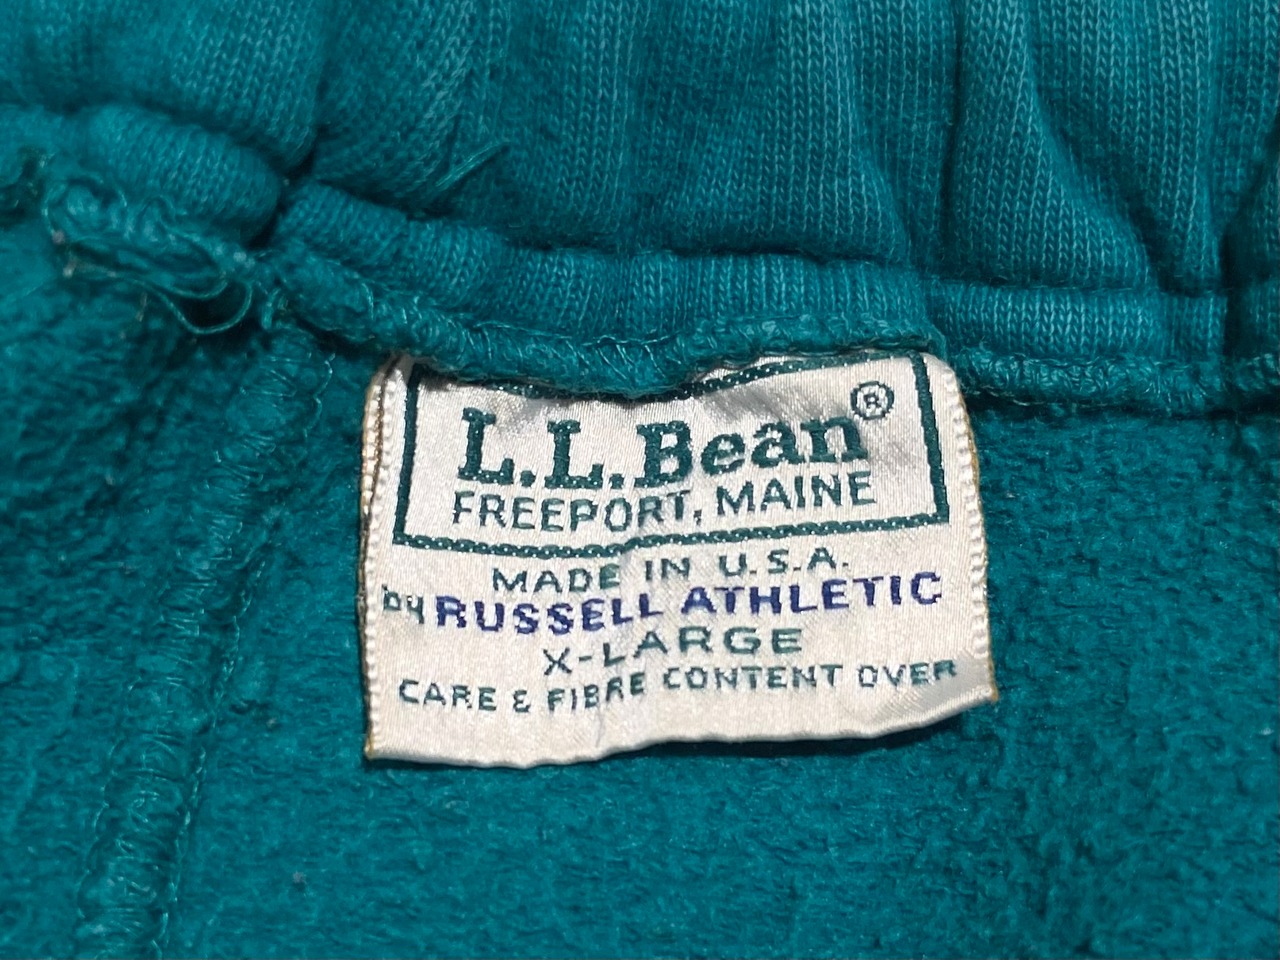 L.L.Bean®
FREEPORT, MAINE
MADE IN U.S.A.
by RUSSELL ATHLETIC
X-LARGE
CARE & FIBRE CONTENT OVER